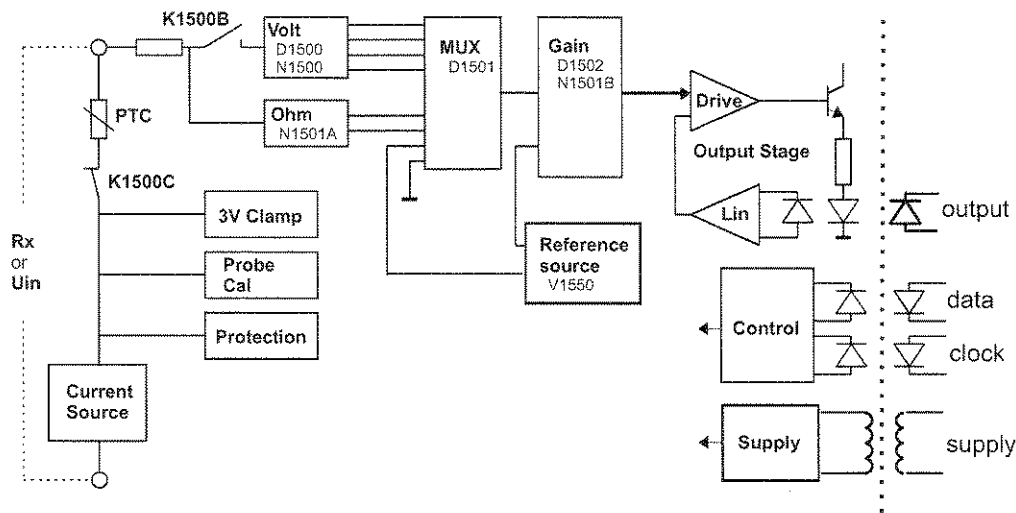 K1500B
Volt
D1500
N1500
MUX
D1501
Gain
D1502
N1501B
Drive
PTC
Ohm
N1501A
Output Stage
K1500C
Lin
output
3V Clamp
Rx
or
Uin
Reference
source
V1550
Probe
Cal
data
Control
Protection
clock
Current
Source
Supply
supply